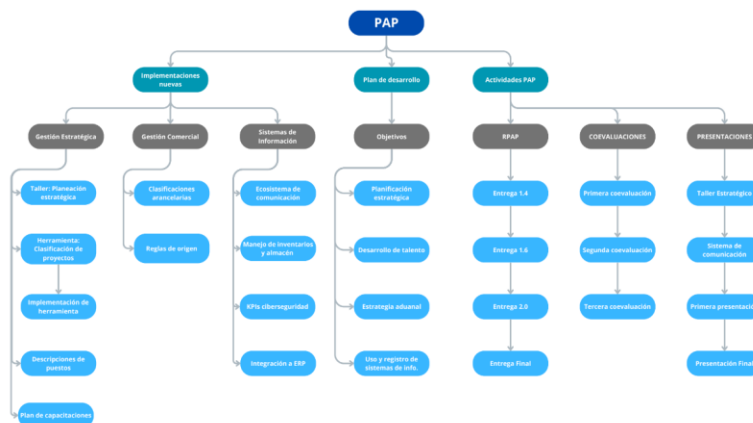 PAP
Implementaciones
nuevas
Plan de desarrollo
Actividades PAP
Gestión Estratégica
Gestión Comercial
Sistemas de
Información
Objetivos
RPAP
COEVALUACIONES
PRESENTACIONES
Taller: Planeación
estratégica
Clasificaciones
arancelarias
Ecosistema de
comunicación
Planificación
estratégica
Entrega 1.4
Primera coevaluación
Taller Estratégico
Herramienta:
Clasificación de
proyectos
Reglas de origen
Manejo de inventarios
y almacén
Desarrollo de talento
Entrega 1.6
Segunda coevaluación
Sistema de
comunicación
Implementación de
herramienta
KPIs ciberseguridad
Estrategia aduanal
Entrega 2.0
Tercera coevaluación
Primera presentación
Descripciones de
puestos
Integración a ERP
Uso y registro de
sistemas de info.
Entrega Final
Presentación Final
Plan de capacitaciones